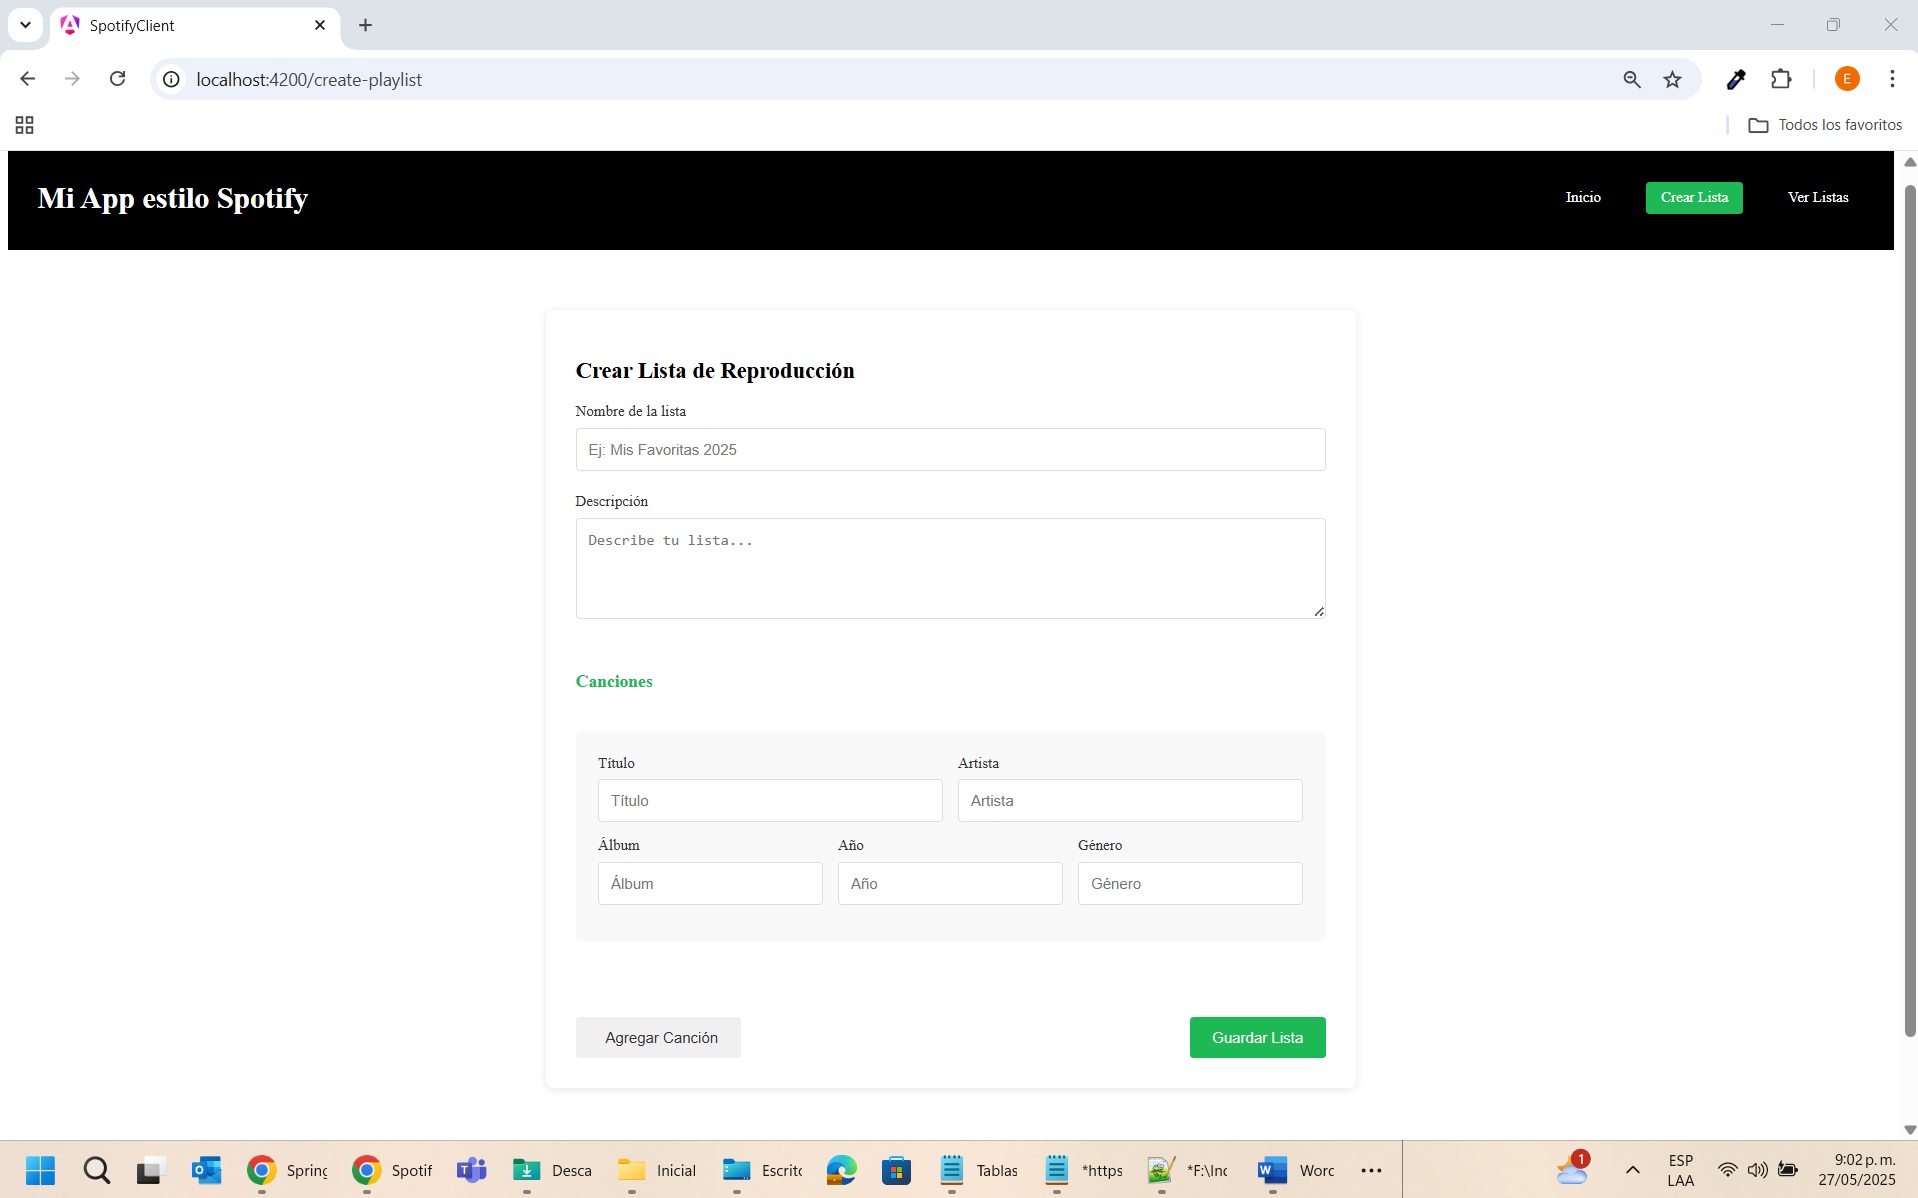 SpotifyClient
localhost:4200/create-playlist
E
Todos los favoritos
Mi App estilo Spotify
Inicio
Crear Lista
Ver Listas
Crear Lista de Reproducción
Nombre de la lista
Ej: Mis Favoritas 2025
Descripción
Describe tu lista...
Canciones
Título
Artista
Título
Artista
Álbum
Año
Género
Álbum
Año
Género
Agregar Canción
Guardar Lista
Spring
Spotif
Desca
Inicial
Escrito
Tablas
*https
*F:\Inc
Word
1
ESP
LAA
9:02 p. m.
27/05/2025